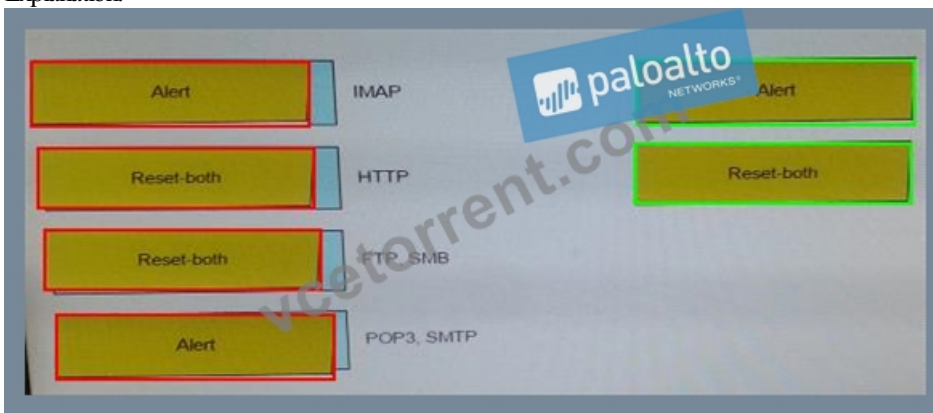 Alert
IMAP
paloalto
NETWORKS®
Alert
Reset-both
HTTP
Reset-both
Reset-both
FTP, SMB
Alert
POP3, SMTP
vcetorrent.com